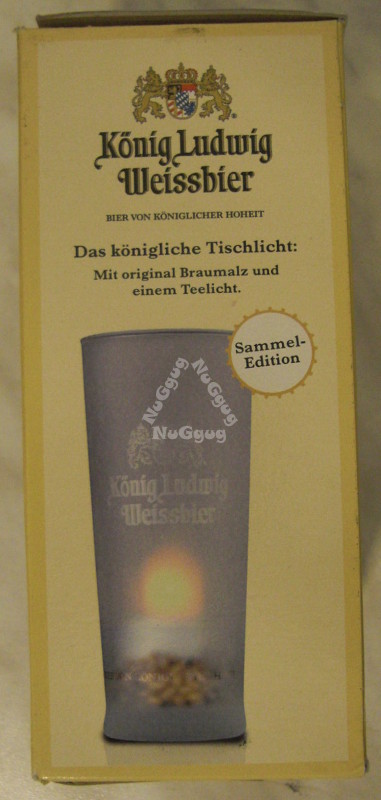 König Ludwig
Weissbier
BIER VON KÖNIGLICHER HOHEIT
Das königliche Tischlicht:
Mit original Braumalz und
einem Teelicht.
Sammel-
Edition
NuGgug
NuGgug
NuGgug
König Ludwig
Weissbier